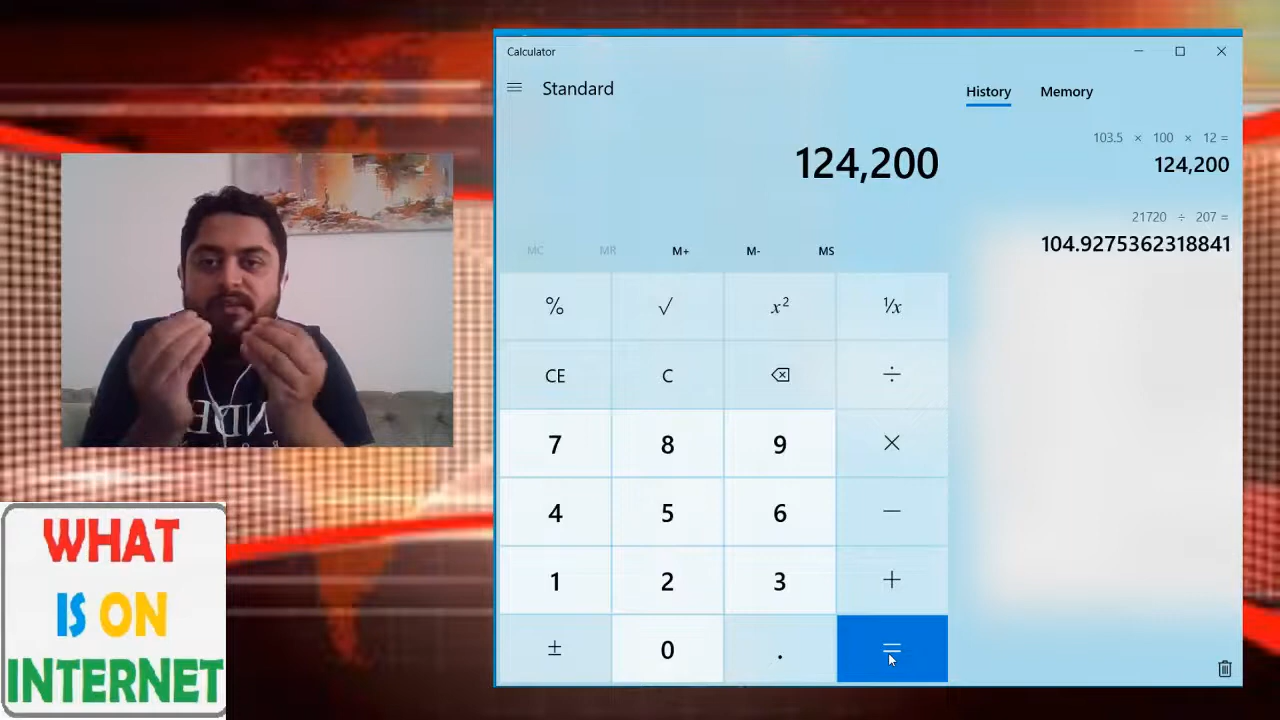 Calculator
Standard
History
Memory
103.5 × 100 × 12 =
124,200
124,200
21720 ÷ 207 =
104.9275362318841
MC
MR
M+
M-
MS
%
√
x²
¹/x
CE
C
÷
7
8
9
×
4
5
6
−
1
2
3
+
±
0
.
=
WHAT
IS ON
INTERNET